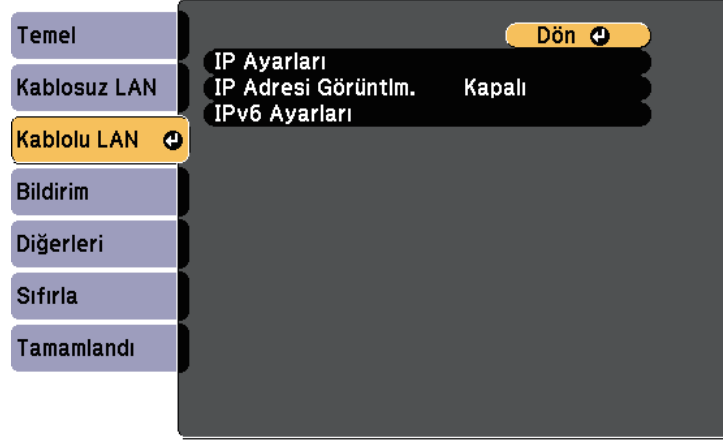 Temel
Kablosuz LAN
Kablolu LAN
Bildirim
Diğerleri
Sıfırla
Tamamlandı
Dön
IP Ayarları
IP Adresi Görüntlm. Kapalı
IPv6 Ayarları